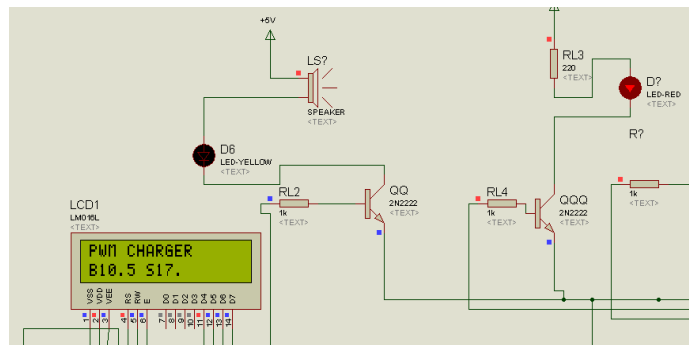 +5V
LS?
SPEAKER
<TEXT>
RL3
220
<TEXT>
D?
LED-RED
<TEXT>
R?
1k
<TEXT>
D6
LED-YELLOW
<TEXT>
RL2
1k
<TEXT>
QQ
2N2222
<TEXT>
RL4
1k
<TEXT>
QQQ
2N2222
<TEXT>
LCD1
LM016L
<TEXT>
PWM CHARGER
B10.5 S17.
VSS VDD VEE RS RW E D0 D1 D2 D3 D4 D5 D6 D7
1 2 3 4 5 6 7 8 9 10 11 12 13 14